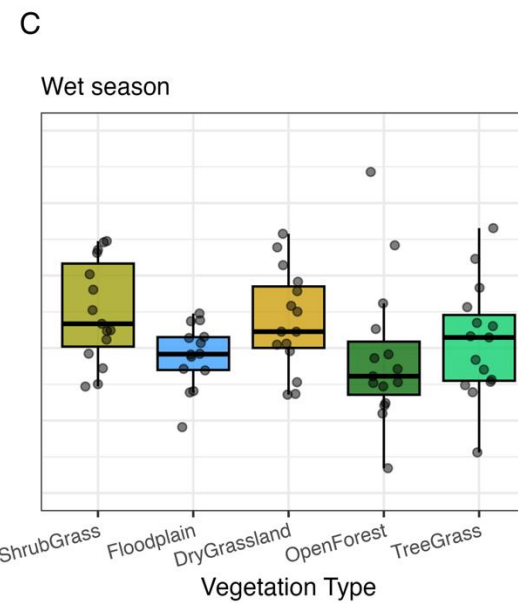 C
Wet season
ShrubGrass
Floodplain
DryGrassland
OpenForest
TreeGrass
Vegetation Type